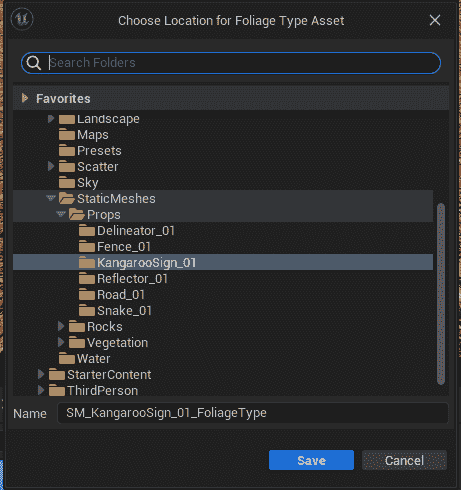 Choose Location for Foliage Type Asset
Search Folders
Favorites
Landscape
Maps
Presets
Scatter
Sky
StaticMeshes
Props
Delineator_01
Fence_01
KangarooSign_01
Reflector_01
Road_01
Snake_01
Rocks
Vegetation
Water
StarterContent
ThirdPerson
Name SM_KangarooSign_01_FoliageType
Save Cancel